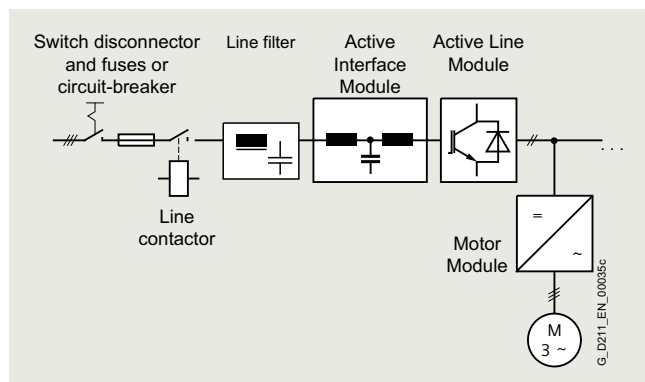 Switch disconnector
and fuses or
circuit-breaker
Line filter
Active
Interface
Module
Active Line
Module
. . .
Line
contactor
Motor
Module
=
~
M
3 ~
G_D211_EN_00035c